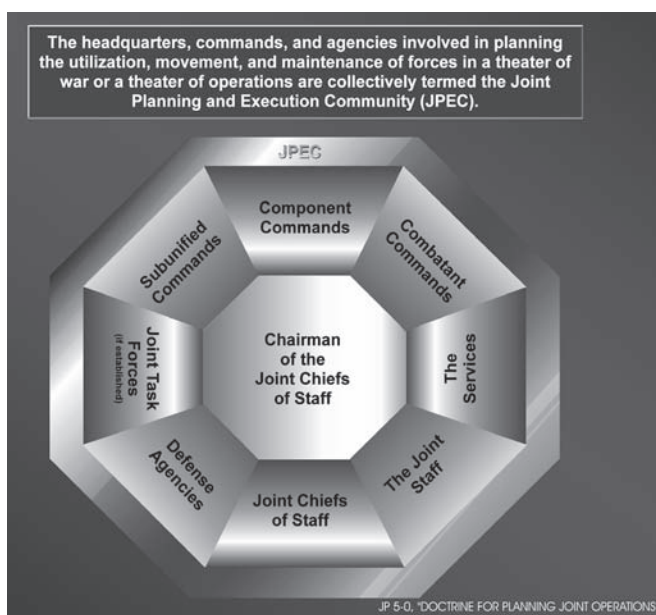 The headquarters, commands, and agencies involved in planning
the utilization, movement, and maintenance of forces in a theater of
war or a theater of operations are collectively termed the Joint
Planning and Execution Community (JPEC).
JPEC
Component
Commands
Combatant
Commands
The
Services
The Joint
Staff
Joint Chiefs
of Staff
Defense
Agencies
Joint Task
Forces
(if established)
Subunified
Commands
Chairman
of the
Joint Chiefs
of Staff
JP 5-0, "DOCTRINE FOR PLANNING JOINT OPERATIONS